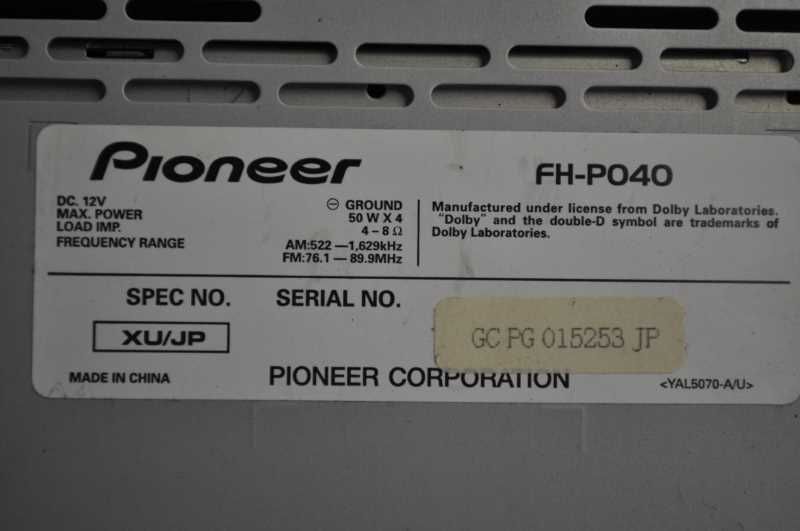 Pioneer
FH-P040
DC. 12V ⊖ GROUND
MAX. POWER 50 W X 4
LOAD IMP. 4 – 8 Ω
FREQUENCY RANGE AM:522 — 1,629kHz
FM:76.1 — 89.9MHz
Manufactured under license from Dolby Laboratories.
"Dolby" and the double-D symbol are trademarks of
Dolby Laboratories.
SPEC NO. SERIAL NO.
XU/JP
GC PG 015253 JP
MADE IN CHINA
PIONEER CORPORATION
<YAL5070-A/U>